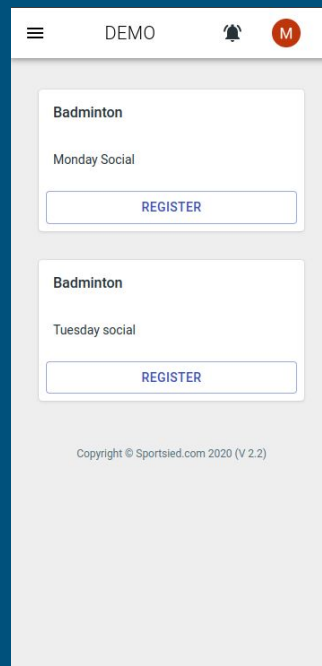 DEMO
M
Badminton
Monday Social
REGISTER
Badminton
Tuesday social
REGISTER
Copyright © Sportsied.com 2020 (V 2.2)